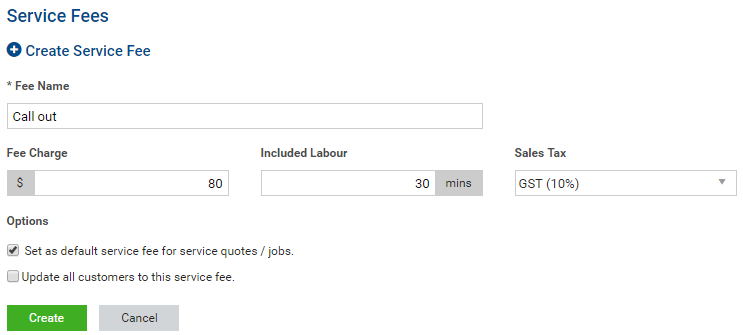 Service Fees
Create Service Fee
* Fee Name
Call out
Fee Charge Included Labour Sales Tax
$ 80 30 mins GST (10%)
Options
Set as default service fee for service quotes / jobs.
Update all customers to this service fee.
Create Cancel